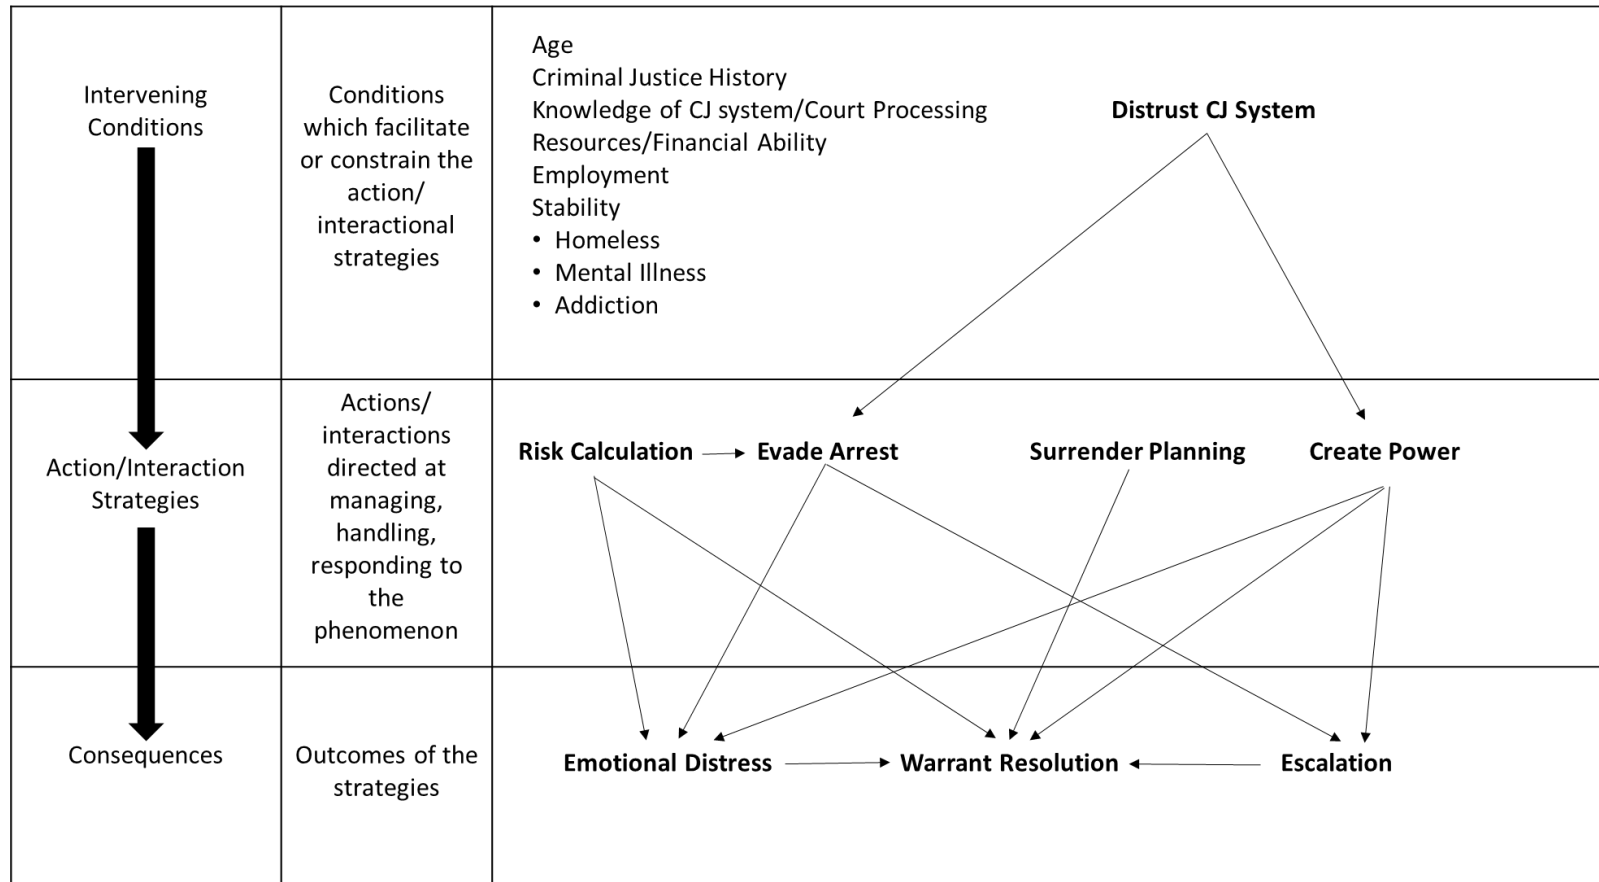 Intervening
Conditions
Conditions
which facilitate
or constrain the
action/
interactional
strategies
Age
Criminal Justice History
Knowledge of CJ system/Court Processing
Resources/Financial Ability
Employment
Stability
• Homeless
• Mental Illness
• Addiction
Distrust CJ System
Action/Interaction
Strategies
Actions/
interactions
directed at
managing,
handling,
responding to
the
phenomenon
Risk Calculation
Evade Arrest
Surrender Planning
Create Power
Consequences
Outcomes of the
strategies
Emotional Distress
Warrant Resolution
Escalation